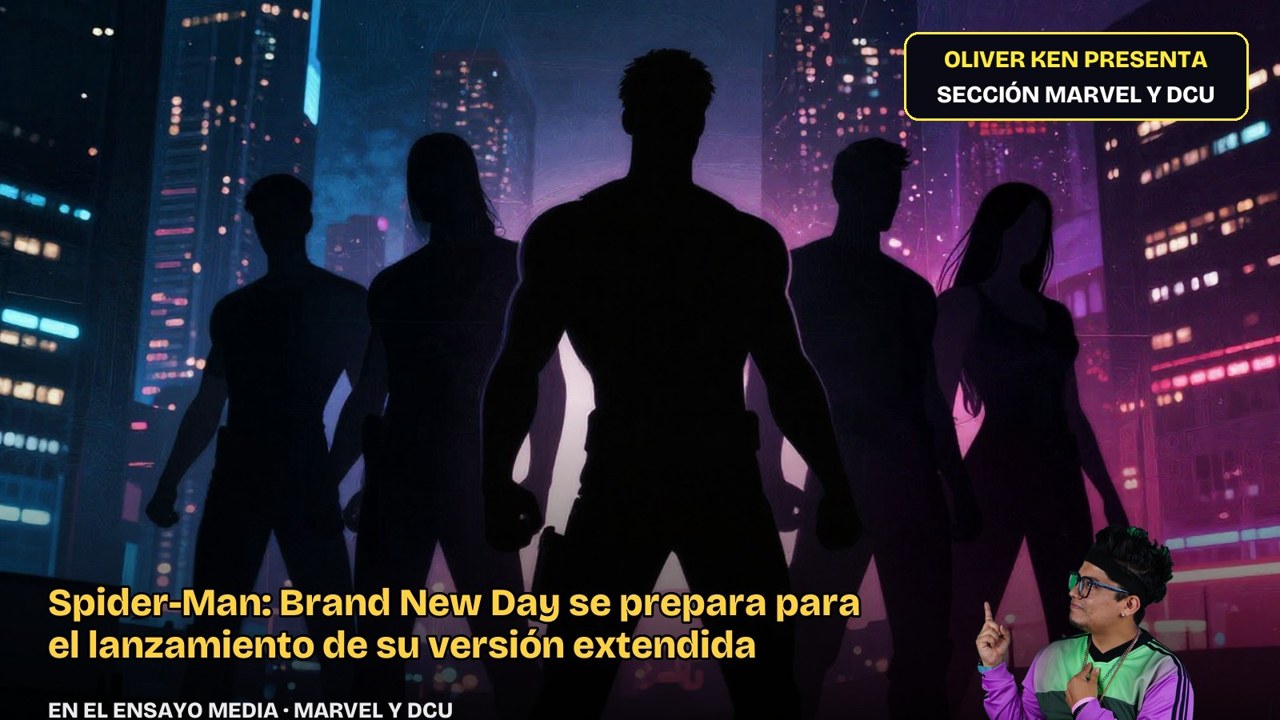 OLIVER KEN PRESENTA
SECCIÓN MARVEL Y DCU
Spider-Man: Brand New Day se prepara para
el lanzamiento de su versión extendida
EN EL ENSAYO MEDIA · MARVEL Y DCU